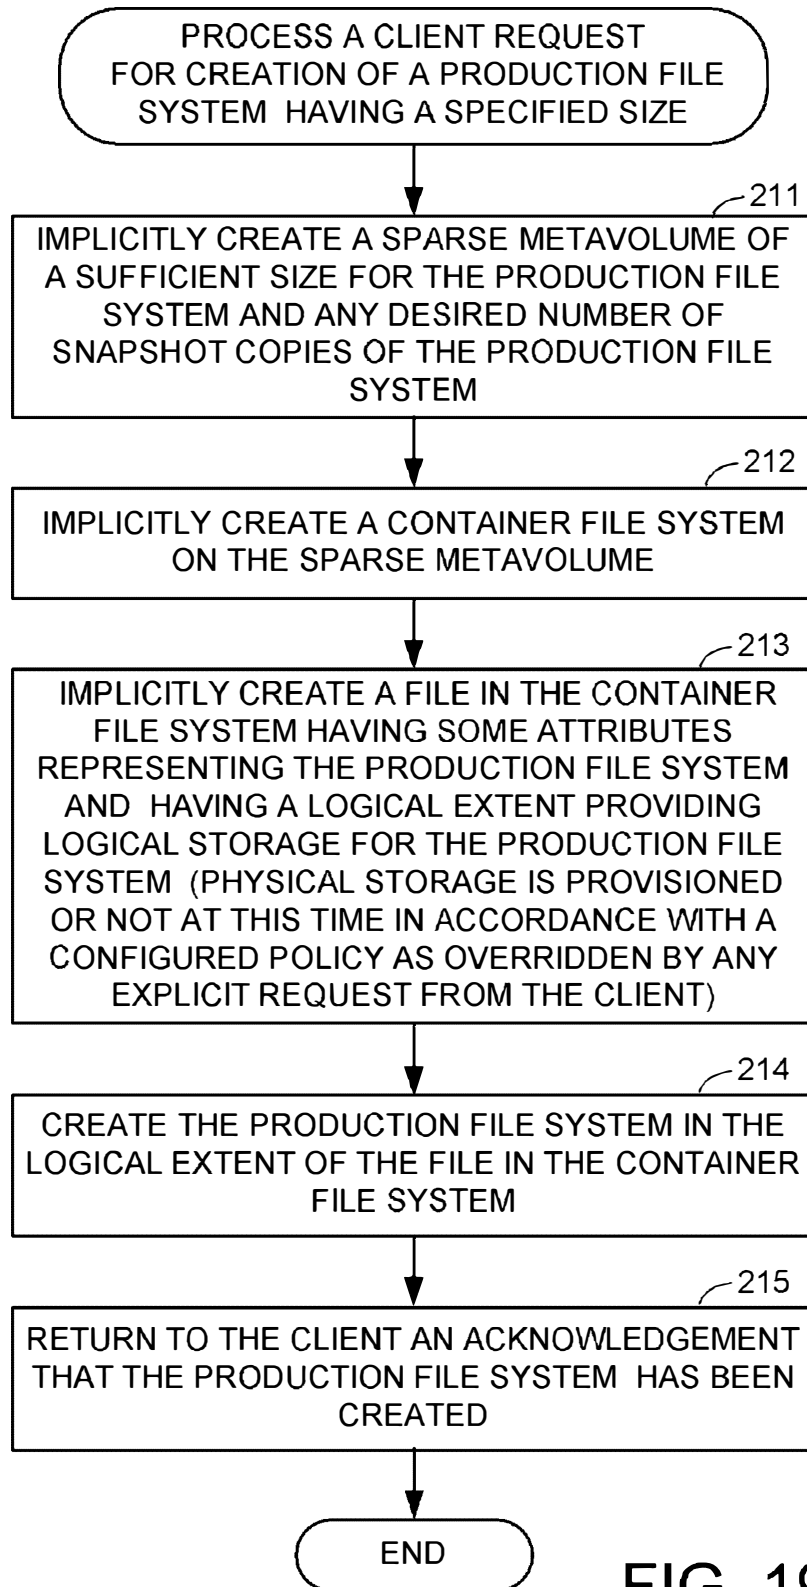 PROCESS A CLIENT REQUEST
FOR CREATION OF A PRODUCTION FILE
SYSTEM HAVING A SPECIFIED SIZE
211
IMPLICITLY CREATE A SPARSE METAVOLUME OF
A SUFFICIENT SIZE FOR THE PRODUCTION FILE
SYSTEM AND ANY DESIRED NUMBER OF
SNAPSHOT COPIES OF THE PRODUCTION FILE
SYSTEM
212
IMPLICITLY CREATE A CONTAINER FILE SYSTEM
ON THE SPARSE METAVOLUME
213
IMPLICITLY CREATE A FILE IN THE CONTAINER
FILE SYSTEM HAVING SOME ATTRIBUTES
REPRESENTING THE PRODUCTION FILE SYSTEM
AND HAVING A LOGICAL EXTENT PROVIDING
LOGICAL STORAGE FOR THE PRODUCTION FILE
SYSTEM (PHYSICAL STORAGE IS PROVISIONED
OR NOT AT THIS TIME IN ACCORDANCE WITH A
CONFIGURED POLICY AS OVERRIDDEN BY ANY
EXPLICIT REQUEST FROM THE CLIENT)
214
CREATE THE PRODUCTION FILE SYSTEM IN THE
LOGICAL EXTENT OF THE FILE IN THE CONTAINER
FILE SYSTEM
215
RETURN TO THE CLIENT AN ACKNOWLEDGEMENT
THAT THE PRODUCTION FILE SYSTEM HAS BEEN
CREATED
END
FIG. 19